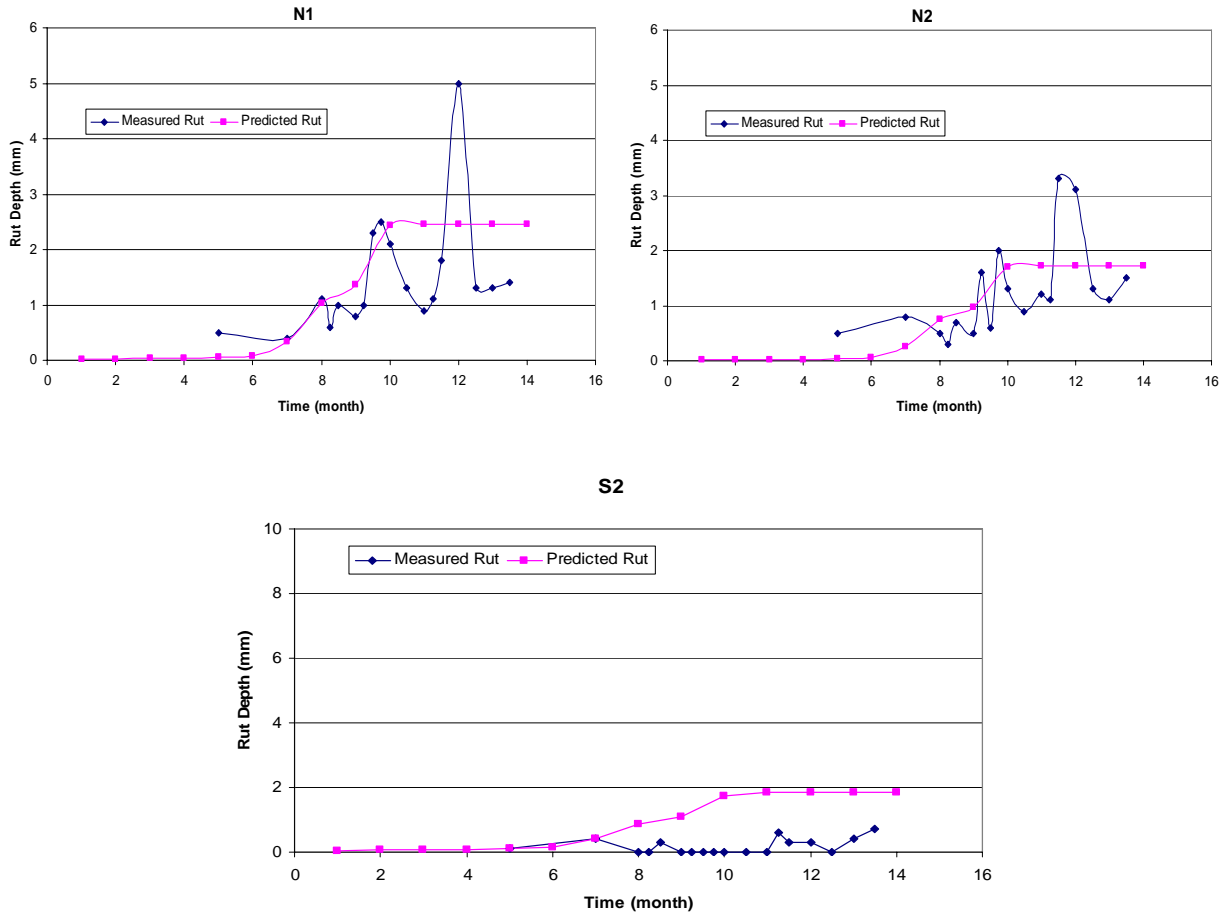 N1
6
5
4
3
2
1
0
Rut Depth (mm)
Measured Rut
Predicted Rut
0 2 4 6 8 10 12 14 16
Time (month)
N2
6
5
4
3
2
1
0
Rut Depth (mm)
Measured Rut
Predicted Rut
0 2 4 6 8 10 12 14 16
Time (month)
S2
10
8
6
4
2
0
Rut Depth (mm)
Measured Rut
Predicted Rut
0 2 4 6 8 10 12 14 16
Time (month)